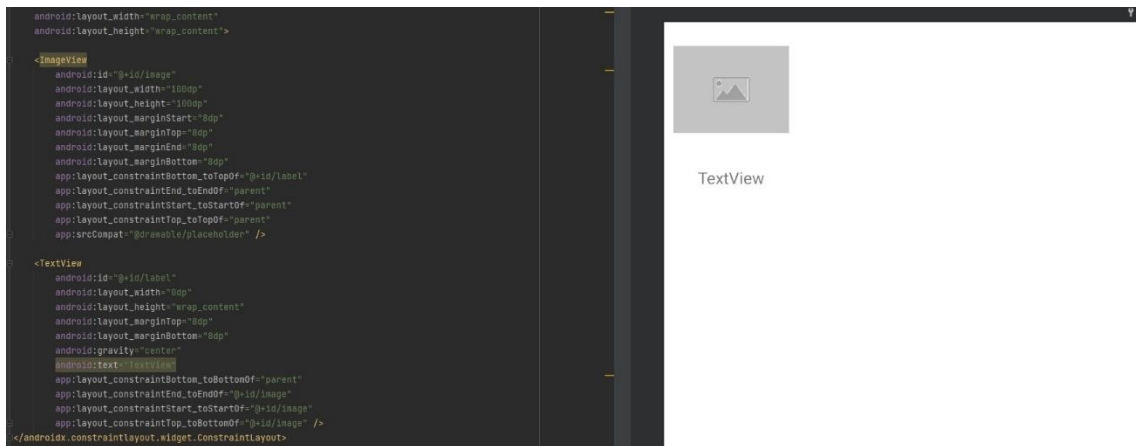 android:layout_width="wrap_content"
android:layout_height="wrap_content">
<ImageView
android:id="@+id/image"
android:layout_width="100dp"
android:layout_height="100dp"
android:layout_marginStart="8dp"
android:layout_marginTop="8dp"
android:layout_marginEnd="8dp"
android:layout_marginBottom="8dp"
app:layout_constraintBottom_toTopOf="@+id/label"
app:layout_constraintEnd_toEndOf="parent"
app:layout_constraintStart_toStartOf="parent"
app:layout_constraintTop_toTopOf="parent"
app:srcCompat="@drawable/placeholder" />
<TextView
android:id="@+id/label"
android:layout_width="0dp"
android:layout_height="wrap_content"
android:layout_marginTop="8dp"
android:layout_marginBottom="8dp"
android:gravity="center"
android:text="TextView"
app:layout_constraintBottom_toBottomOf="parent"
app:layout_constraintEnd_toEndOf="@+id/image"
app:layout_constraintStart_toStartOf="@+id/image"
app:layout_constraintTop_toBottomOf="@+id/image" />
</androidx.constraintlayout.widget.ConstraintLayout>
TextView